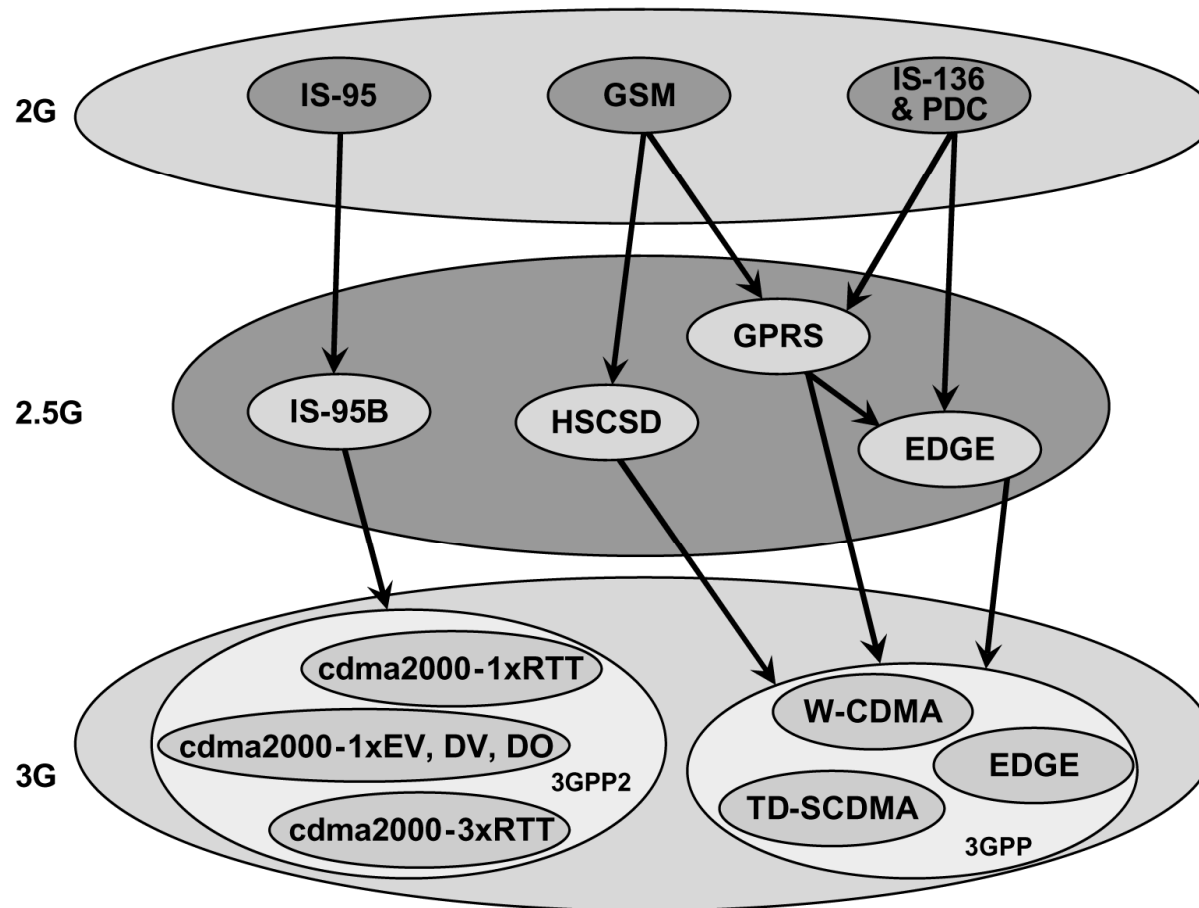 2G
IS-95
GSM
IS-136
& PDC
2.5G
GPRS
IS-95B
HSCSD
EDGE
3G
cdma2000-1xRTT
cdma2000-1xEV, DV, DO
3GPP2
cdma2000-3xRTT
W-CDMA
EDGE
TD-SCDMA
3GPP